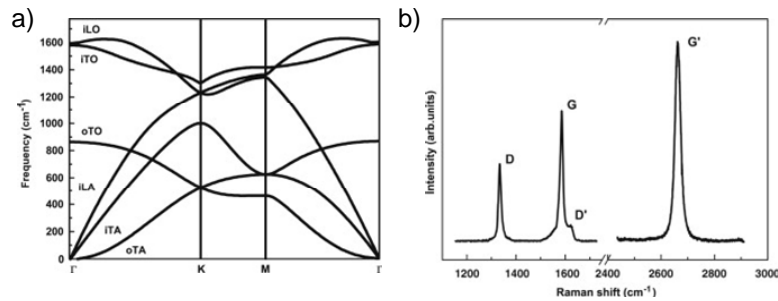 a)
Frequency (cm⁻¹)
1600
1400
1200
1000
800
600
400
200
0
iLO
iTO
oTO
iLA
iTA
oTA
Γ K M Γ
b)
Intensity (arb.units)
D
G
D'
G'
1200 1400 1600 2400 2600 2800 3000
Raman shift (cm⁻¹)